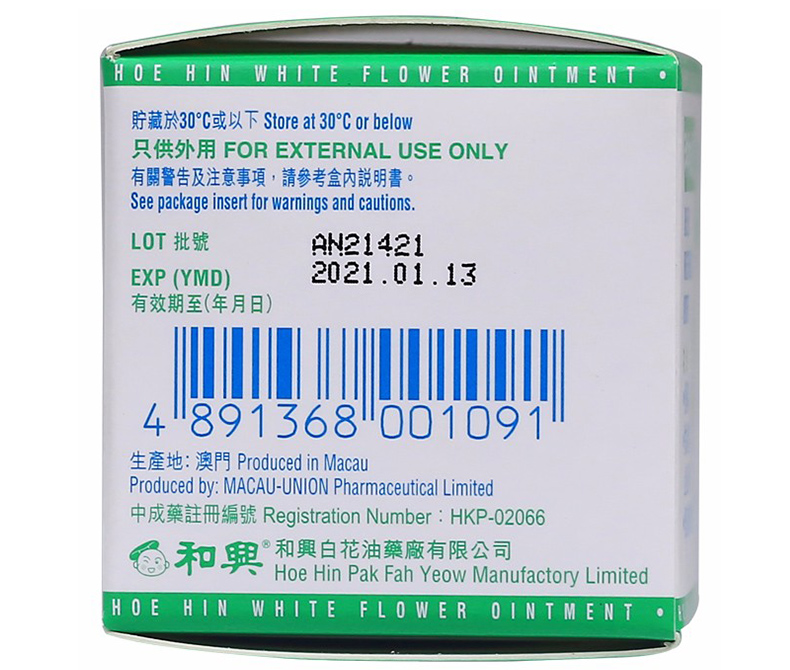 HOE HIN WHITE FLOWER OINTMENT •
貯藏於30°C或以下 Store at 30°C or below
只供外用 FOR EXTERNAL USE ONLY
有關警告及注意事項，請參考盒內說明書。
See package insert for warnings and cautions.
LOT 批號 AN21421
EXP (YMD) 2021.01.13
有效期至(年月日)
4 891368 001091
生產地: 澳門 Produced in Macau
Produced by: MACAU-UNION Pharmaceutical Limited
中成藥註冊編號 Registration Number：HKP-02066
和興® 和興白花油藥廠有限公司
Hoe Hin Pak Fah Yeow Manufactory Limited
HOE HIN WHITE FLOWER OINTMENT •